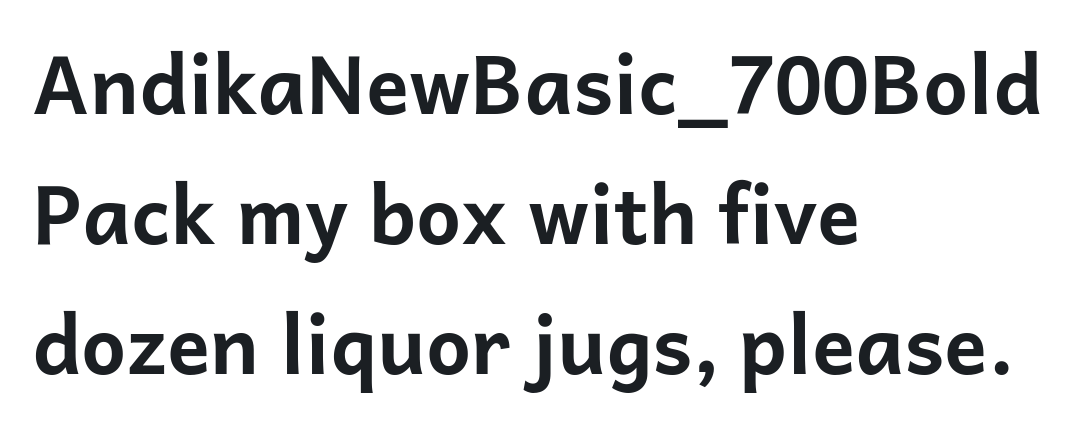 AndikaNewBasic_700Bold
Pack my box with five
dozen liquor jugs, please.